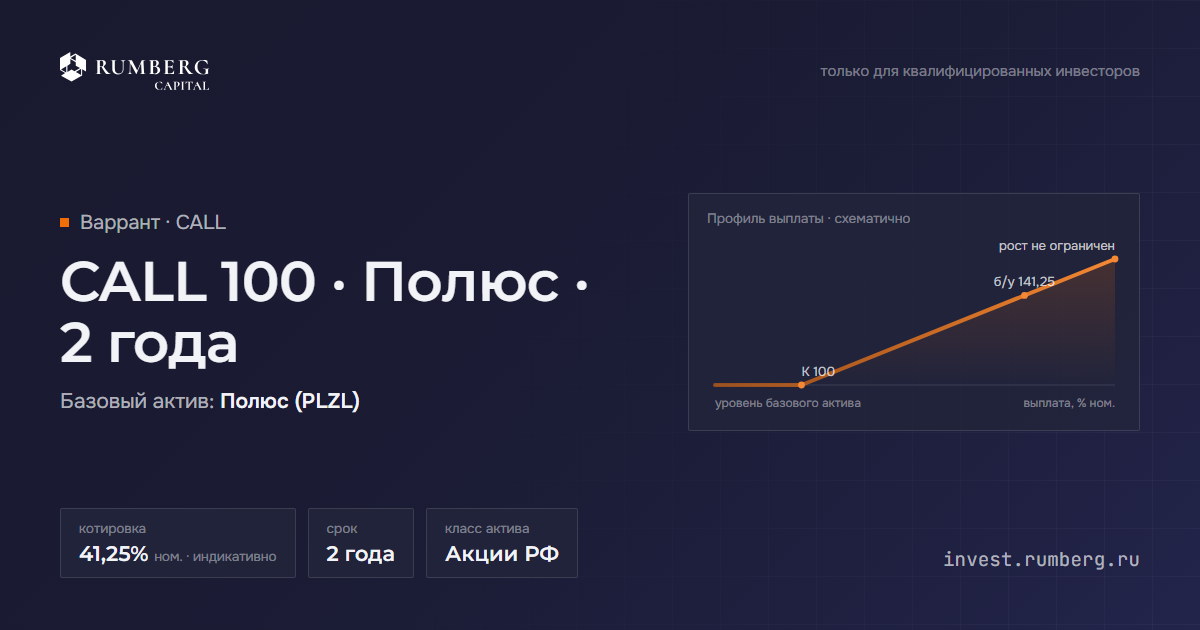 RUMBERG
CAPITAL
только для квалифицированных инвесторов
Варрант · CALL
CALL 100 · Полюс ·
2 года
Базовый актив: Полюс (PLZL)
Профиль выплаты · схематично
рост не ограничен
б/у 141,25
К 100
уровень базового актива
выплата, % ном.
котировка
41,25% ном. · индикативно
срок
2 года
класс актива
Акции РФ
invest.rumberg.ru